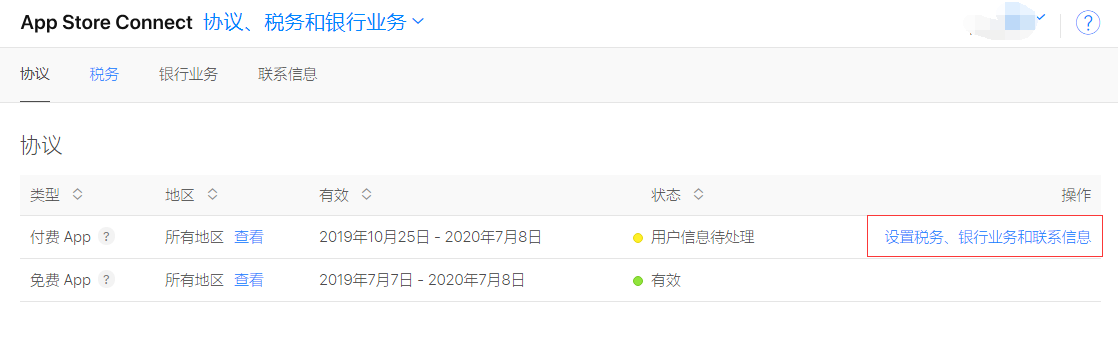 App Store Connect 协议、税务和银行业务
?
协议 税务 银行业务 联系信息
协议
类型 地区 有效 状态 操作
付费 App ? 所有地区 查看 2019年10月25日 - 2020年7月8日 用户信息待处理 设置税务、银行业务和联系信息
免费 App ? 所有地区 查看 2019年7月7日 - 2020年7月8日 有效